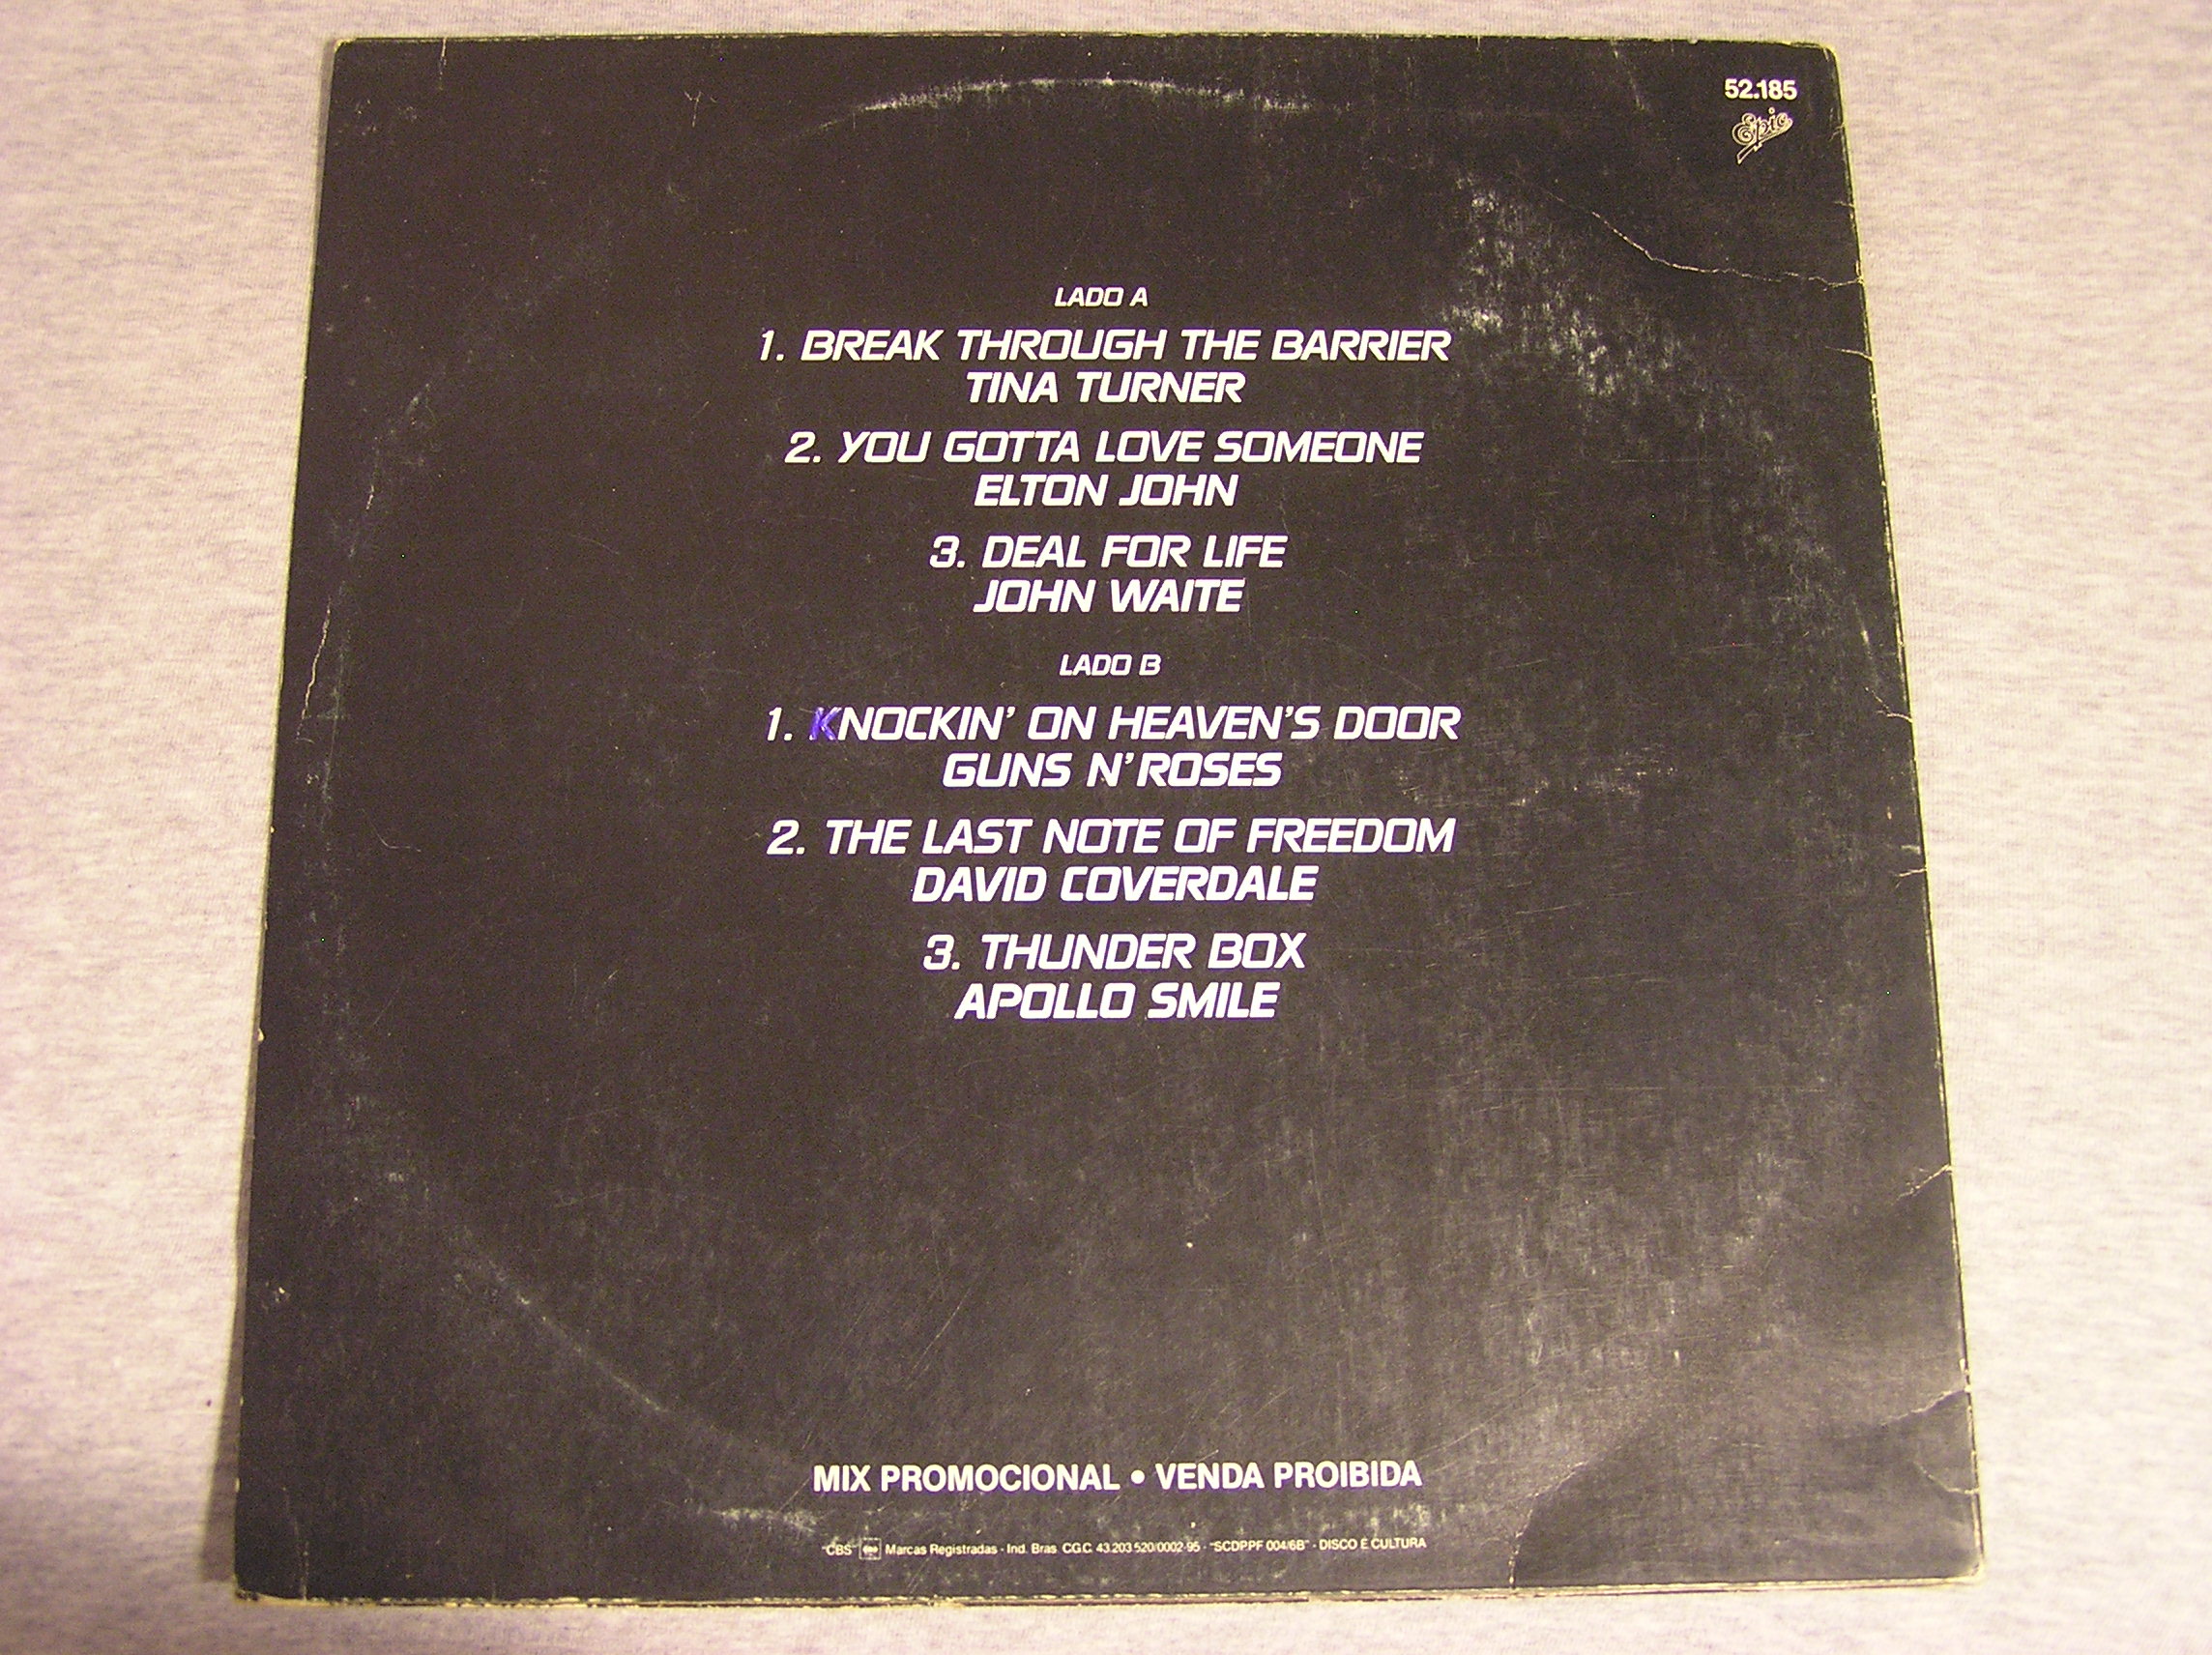 52.185
Epic
LADO A
1. BREAK THROUGH THE BARRIER
TINA TURNER
2. YOU GOTTA LOVE SOMEONE
ELTON JOHN
3. DEAL FOR LIFE
JOHN WAITE
LADO B
1. KNOCKIN' ON HEAVEN'S DOOR
GUNS N' ROSES
2. THE LAST NOTE OF FREEDOM
DAVID COVERDALE
3. THUNDER BOX
APOLLO SMILE
MIX PROMOCIONAL • VENDA PROIBIDA
"CBS" Marcas Registradas - Ind. Bras. CGC. 43.203.520/0002-95 - "SCDP.PF 004/6B" - DISCO É CULTURA